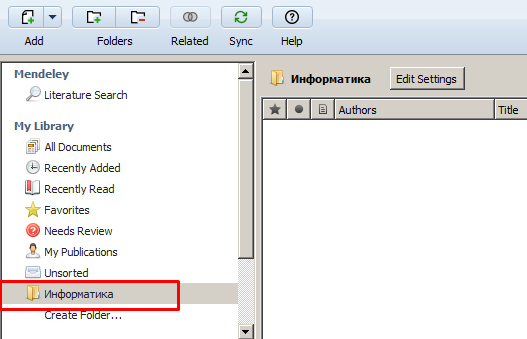 Add Folders Related Sync Help
Mendeley
Literature Search
My Library
All Documents
Recently Added
Recently Read
Favorites
Needs Review
My Publications
Unsorted
Информатика
Create Folder...
Информатика Edit Settings
Authors Title